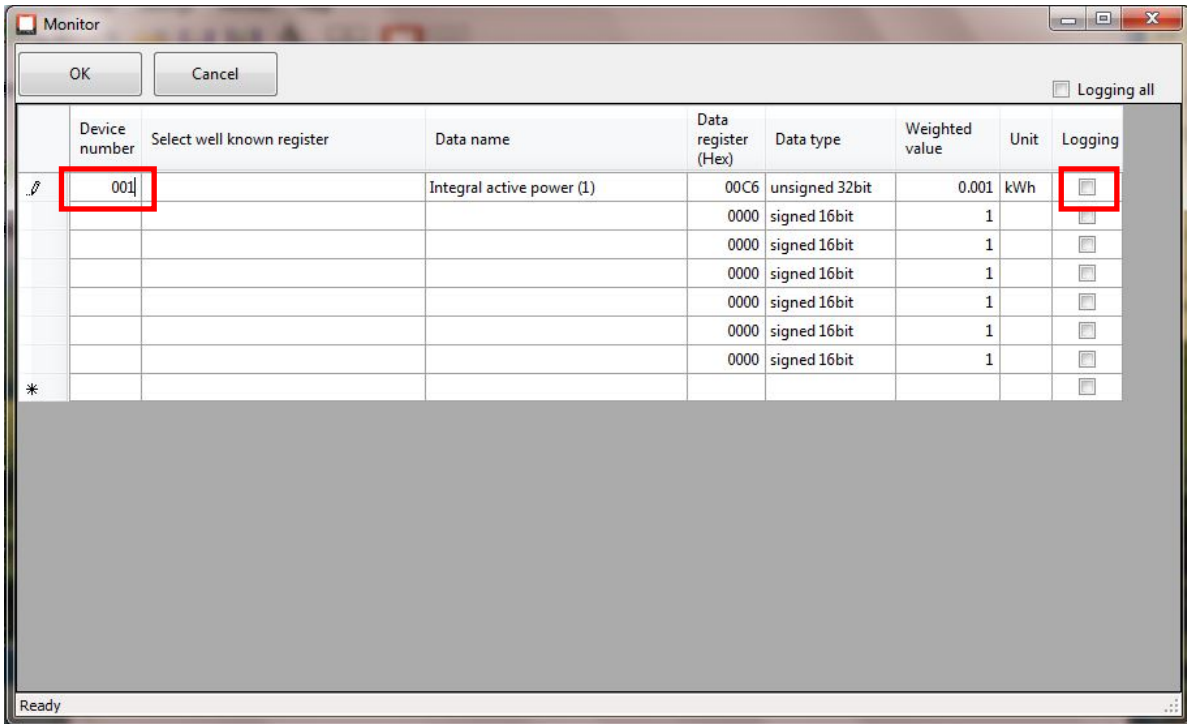 Monitor
OK Cancel
Logging all
Device number Select well known register Data name Data register (Hex) Data type Weighted value Unit Logging
001 Integral active power (1) 00C6 unsigned 32bit 0.001 kWh
0000 signed 16bit 1
0000 signed 16bit 1
0000 signed 16bit 1
0000 signed 16bit 1
0000 signed 16bit 1
0000 signed 16bit 1
*
Ready